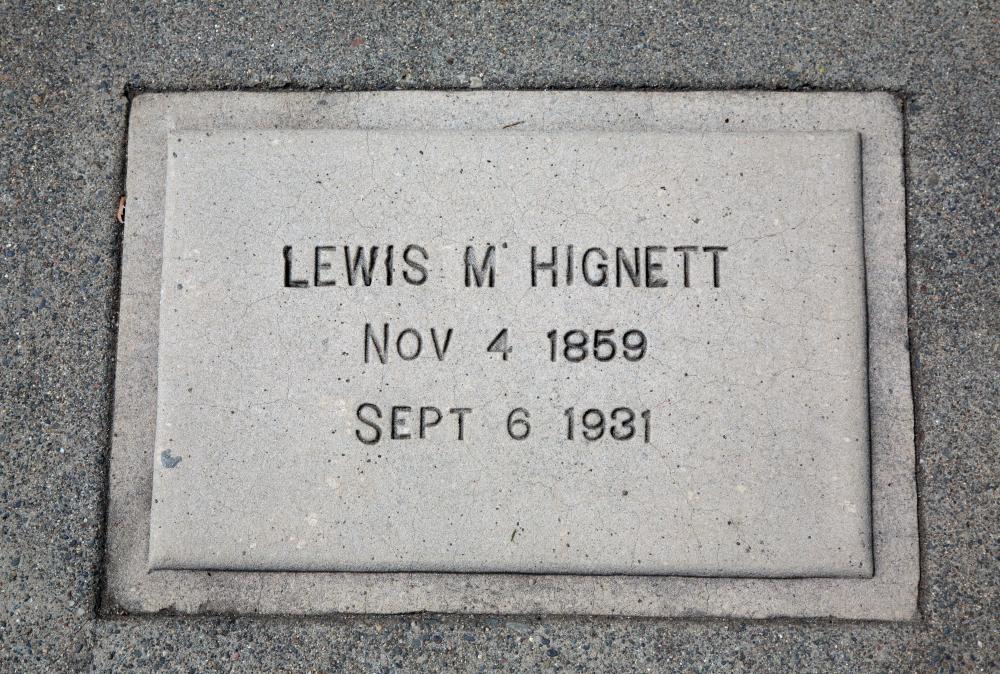 LEWIS M HIGNETT
NOV 4 1859
SEPT 6 1931